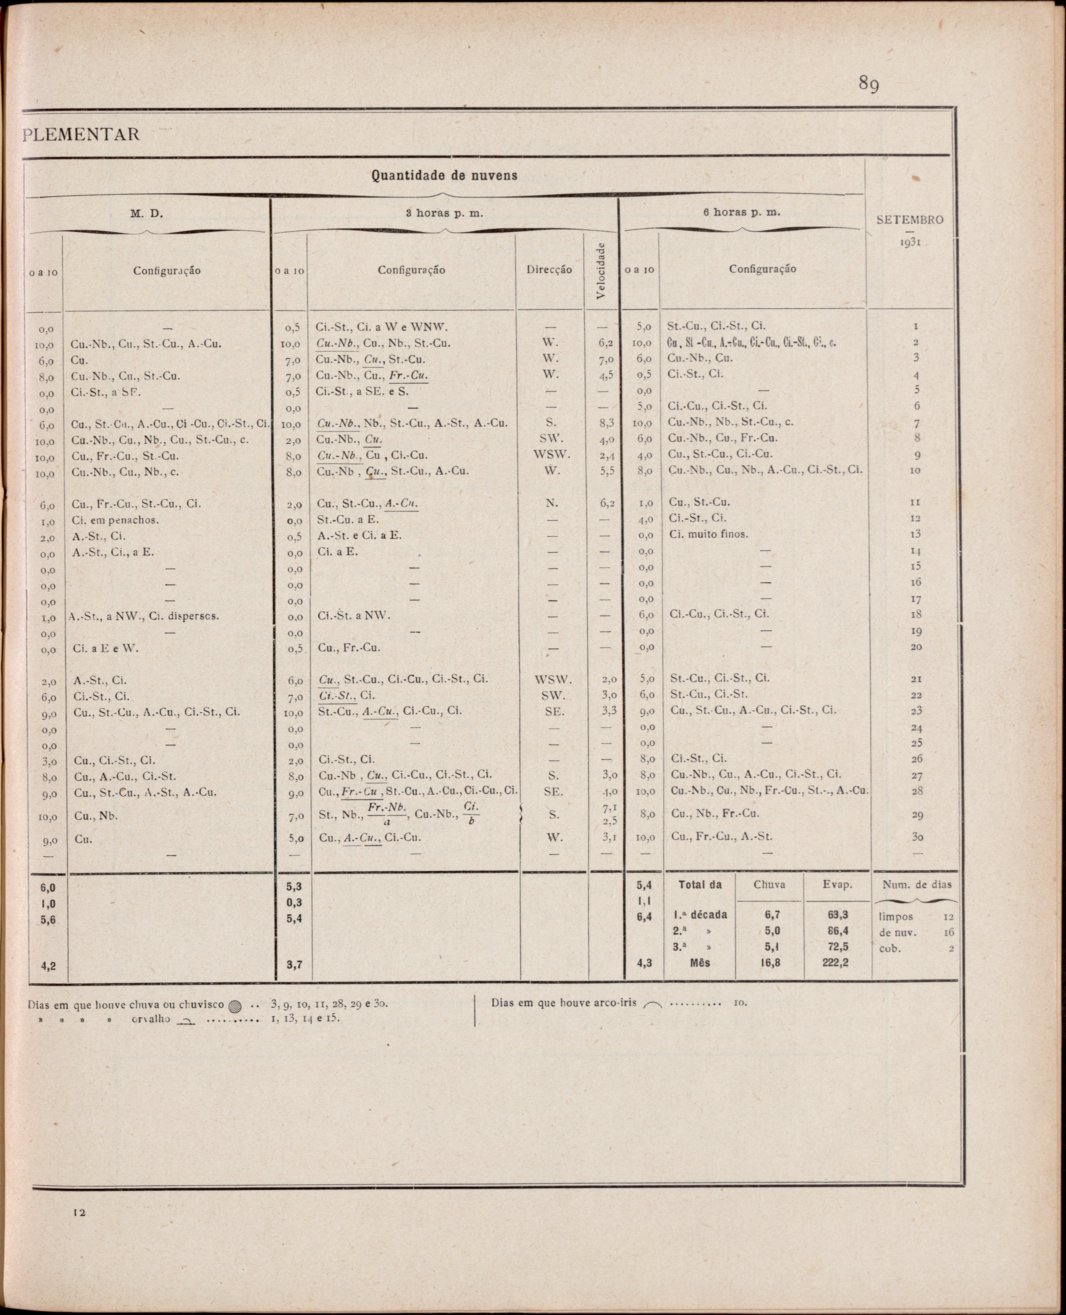 89
PLEMENTAR
Quantidade de nuvens
M. D. 3 horas p. m. 6 horas p. m. SETEMBRO
—
1931
0 a 10 Configuração 0 a 10 Configuração Direcção Velocidade 0 a 10 Configuração
0,0 — 0,5 Ci.-St., Ci. a W e WNW. — — 5,0 St.-Cu., Ci.-St., Ci. 1
10,0 Cu.-Nb., Cu., St.-Cu., A.-Cu. 10,0 Cu.-Nb., Cu., Nb., St.-Cu. W. 6,2 10,0 Cu., St.-Cu., A.-Cu., Ci.-Cu., Ci.-St., Ci., c. 2
6,0 Cu. 7,0 Cu.-Nb., Cu., St.-Cu. W. 7,0 6,0 Cu.-Nb., Cu. 3
8,0 Cu.-Nb., Cu., St.-Cu. 7,0 Cu.-Nb., Cu., Fr.-Cu. W. 4,5 0,5 Ci.-St., Ci. 4
0,0 Ci.-St., a SE. 0,5 Ci.-St., a SE. e S. — — 0,0 — 5
0,0 — 0,0 — — — 5,0 Ci.-Cu., Ci.-St., Ci. 6
6,0 Cu., St.-Cu., A.-Cu., Ci-Cu., Ci.-St., Ci. 10,0 Cu.-Nb., Nb., St.-Cu., A.-St., A.-Cu. S. 8,3 10,0 Cu.-Nb., Nb., St.-Cu., c. 7
10,0 Cu.-Nb., Cu., Nb., Cu., St.-Cu., c. 2,0 Cu.-Nb., Cu. SW. 4,0 6,0 Cu.-Nb., Cu., Fr.-Cu. 8
10,0 Cu., Fr.-Cu., St.-Cu. 8,0 Cu.-Nb., Cu, Ci.-Cu. WSW. 2,4 4,0 Cu., St.-Cu., Ci.-Cu. 9
10,0 Cu.-Nb., Cu., Nb., c. 8,0 Cu.-Nb, Cu., St.-Cu., A.-Cu. W. 5,5 8,0 Cu.-Nb., Cu., Nb., A.-Cu., Ci.-St., Ci. 10
6,0 Cu., Fr.-Cu., St.-Cu., Ci. 2,0 Cu., St.-Cu., A.-Cu. N. 6,2 1,0 Cu., St.-Cu. 11
1,0 Ci. em penachos. 0,0 St.-Cu. a E. — — 4,0 Ci.-St., Ci. 12
2,0 A.-St., Ci. 0,5 A.-St. e Ci. a E. — — 0,0 Ci. muito finos. 13
0,0 A.-St., Ci., a E. 0,0 Ci. a E. — — 0,0 — 14
0,0 — 0,0 — — — 0,0 — 15
0,0 — 0,0 — — — 0,0 — 16
0,0 — 0,0 — — — 0,0 — 17
1,0 A.-St., a NW., Ci. dispersos. 0,0 Ci.-St. a NW. — — 6,0 Ci.-Cu., Ci.-St., Ci. 18
0,0 — 0,0 — — — 0,0 — 19
0,0 Ci. a E e W. 0,5 Cu., Fr.-Cu. — — 0,0 — 20
2,0 A.-St., Ci. 6,0 Cu., St.-Cu., Ci.-Cu., Ci.-St., Ci. WSW. 2,0 5,0 St.-Cu., Ci.-St., Ci. 21
6,0 Ci.-St., Ci. 7,0 Ci.-St., Ci. SW. 3,0 6,0 St.-Cu., Ci.-St. 22
9,0 Cu., St.-Cu., A.-Cu., Ci.-St., Ci. 10,0 St.-Cu., A.-Cu., Ci.-Cu., Ci. SE. 3,3 9,0 Cu., St.-Cu., A.-Cu., Ci.-St., Ci. 23
0,0 — 0,0 — — — 0,0 — 24
0,0 — 0,0 — — — 0,0 — 25
3,0 Cu., Ci.-St., Ci. 2,0 Ci.-St., Ci. — — 8,0 Ci.-St., Ci. 26
8,0 Cu., A.-Cu., Ci.-St. 8,0 Cu.-Nb, Cu., Ci.-Cu., Ci.-St., Ci. S. 3,0 8,0 Cu.-Nb., Cu., A.-Cu., Ci.-St., Ci. 27
9,0 Cu., St.-Cu., A.-St., A.-Cu. 9,0 Cu., Fr.-Cu, St.-Cu., A.-Cu., Ci.-Cu., Ci. SE. 4,0 10,0 Cu.-Nb., Cu., Nb., Fr.-Cu., St.-., A.-Cu. 28
10,0 Cu., Nb. 7,0 St., Nb., Fr.-Nb./a, Cu.-Nb., Ci./b } S. 7,1 2,5 8,0 Cu., Nb., Fr.-Cu. 29
9,0 Cu. 5,0 Cu., A.-Cu., Ci.-Cu. W. 3,1 10,0 Cu., Fr.-Cu., A.-St. 30
— — — — — — — — —
6,0 5,3 5,4 Total da Chuva Evap. Num. de dias
1,0 0,3 1,1
5,6 5,4 6,4 1.ª década 6,7 63,3 limpos 12
2.ª » 5,0 86,4 de nuv. 16
3.ª » 5,1 72,5 cob. 2
4,2 3,7 4,3 Mês 16,8 222,2
Dias em que houve chuva ou chuvisco .. 3, 9, 10, 11, 28, 29 e 30.
» » » » orvalho .......... 1, 13, 14 e 15.
Dias em que houve arco-iris .......... 10.
12